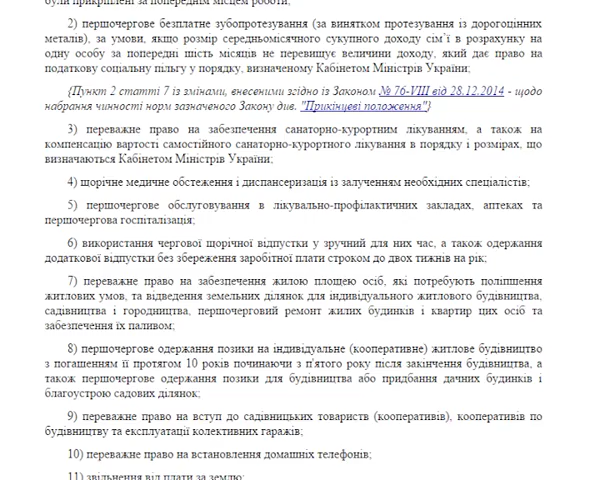 були прикріплені за попереднім місцем роботи;
2) першочергове безплатне зубопротезування (за винятком протезування із дорогоцінних
металів), за умови, якщо розмір середньомісячного сукупного доходу сім`ї в розрахунку на
одну особу за попередні шість місяців не перевищує величини доходу, який дає право на
податкову соціальну пільгу у порядку, визначеному Кабінетом Міністрів України;
{Пункт 2 статті 7 із змінами, внесеними згідно із Законом № 76-VIII від 28.12.2014 - щодо
набрання чинності норм зазначеного Закону див. "Прикінцеві положення"}
3) переважне право на забезпечення санаторно-курортним лікуванням, а також на
компенсацію вартості самостійного санаторно-курортного лікування в порядку і розмірах, що
визначаються Кабінетом Міністрів України;
4) щорічне медичне обстеження і диспансеризація із залученням необхідних спеціалістів;
5) першочергове обслуговування в лікувально-профілактичних закладах, аптеках та
першочергова госпіталізація;
6) використання чергової щорічної відпустки у зручний для них час, а також одержання
додаткової відпустки без збереження заробітної плати строком до двох тижнів на рік;
7) переважне право на забезпечення жилою площею осіб, які потребують поліпшення
житлових умов, та відведення земельних ділянок для індивідуального житлового будівництва,
садівництва і городництва, першочерговий ремонт жилих будинків і квартир цих осіб та
забезпечення їх паливом;
8) першочергове одержання позики на індивідуальне (кооперативне) житлове будівництво
з погашенням її протягом 10 років починаючи з п'ятого року після закінчення будівництва, а
також першочергове одержання позики для будівництва або придбання дачних будинків і
благоустрою садових ділянок;
9) переважне право на вступ до садівницьких товариств (кооперативів), кооперативів по
будівництву та експлуатації колективних гаражів;
10) переважне право на встановлення домашніх телефонів;
11) звільнення від плати за землю;